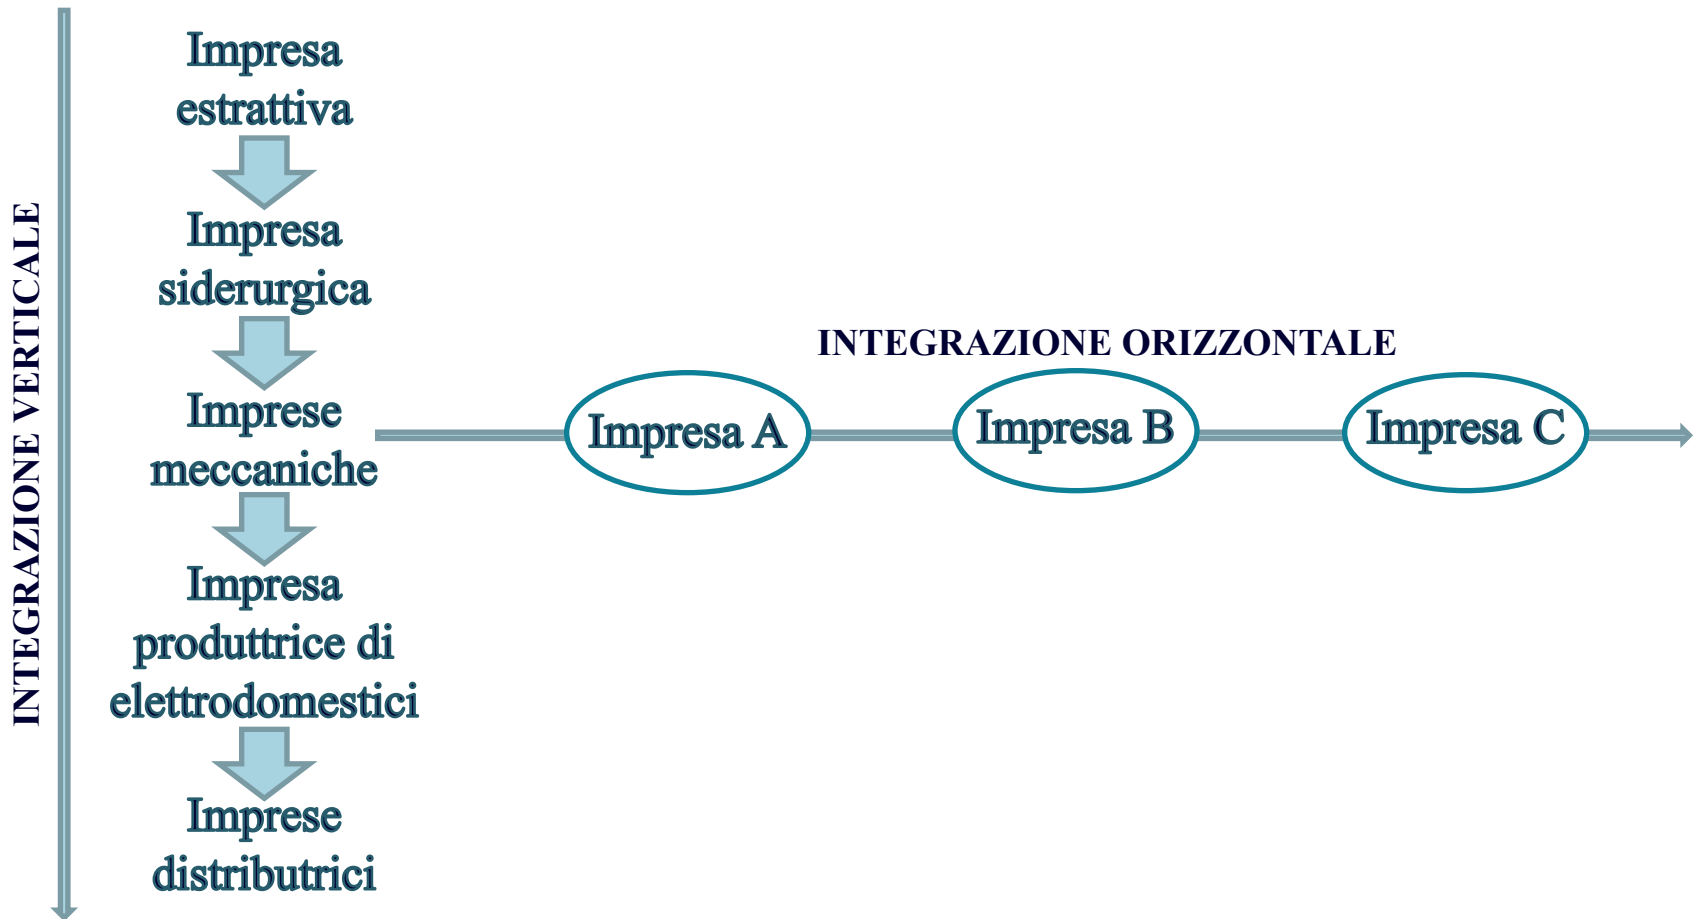 INTEGRAZIONE VERTICALE
Impresa
estrattiva
Impresa
siderurgica
Imprese
meccaniche
Impresa
produttrice di
elettrodomestici
Imprese
distributrici
INTEGRAZIONE ORIZZONTALE
Impresa A
Impresa B
Impresa C